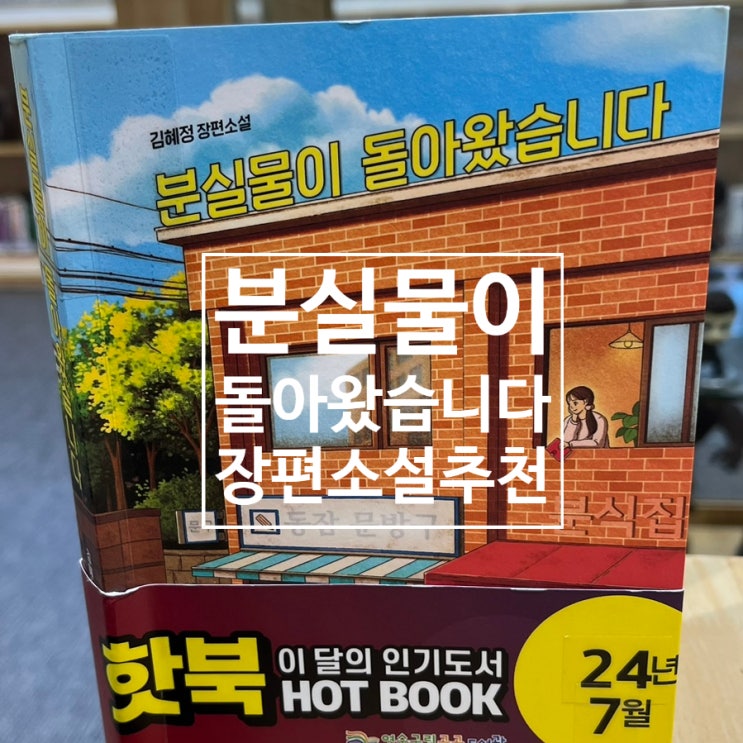 김혜정 장편소설
분실물이 돌아왔습니다
분실물이
돌아왔습니다
장편소설추천
동잠 문방구
분식집
핫북
이 달의 인기도서
HOT BOOK
24년
7월